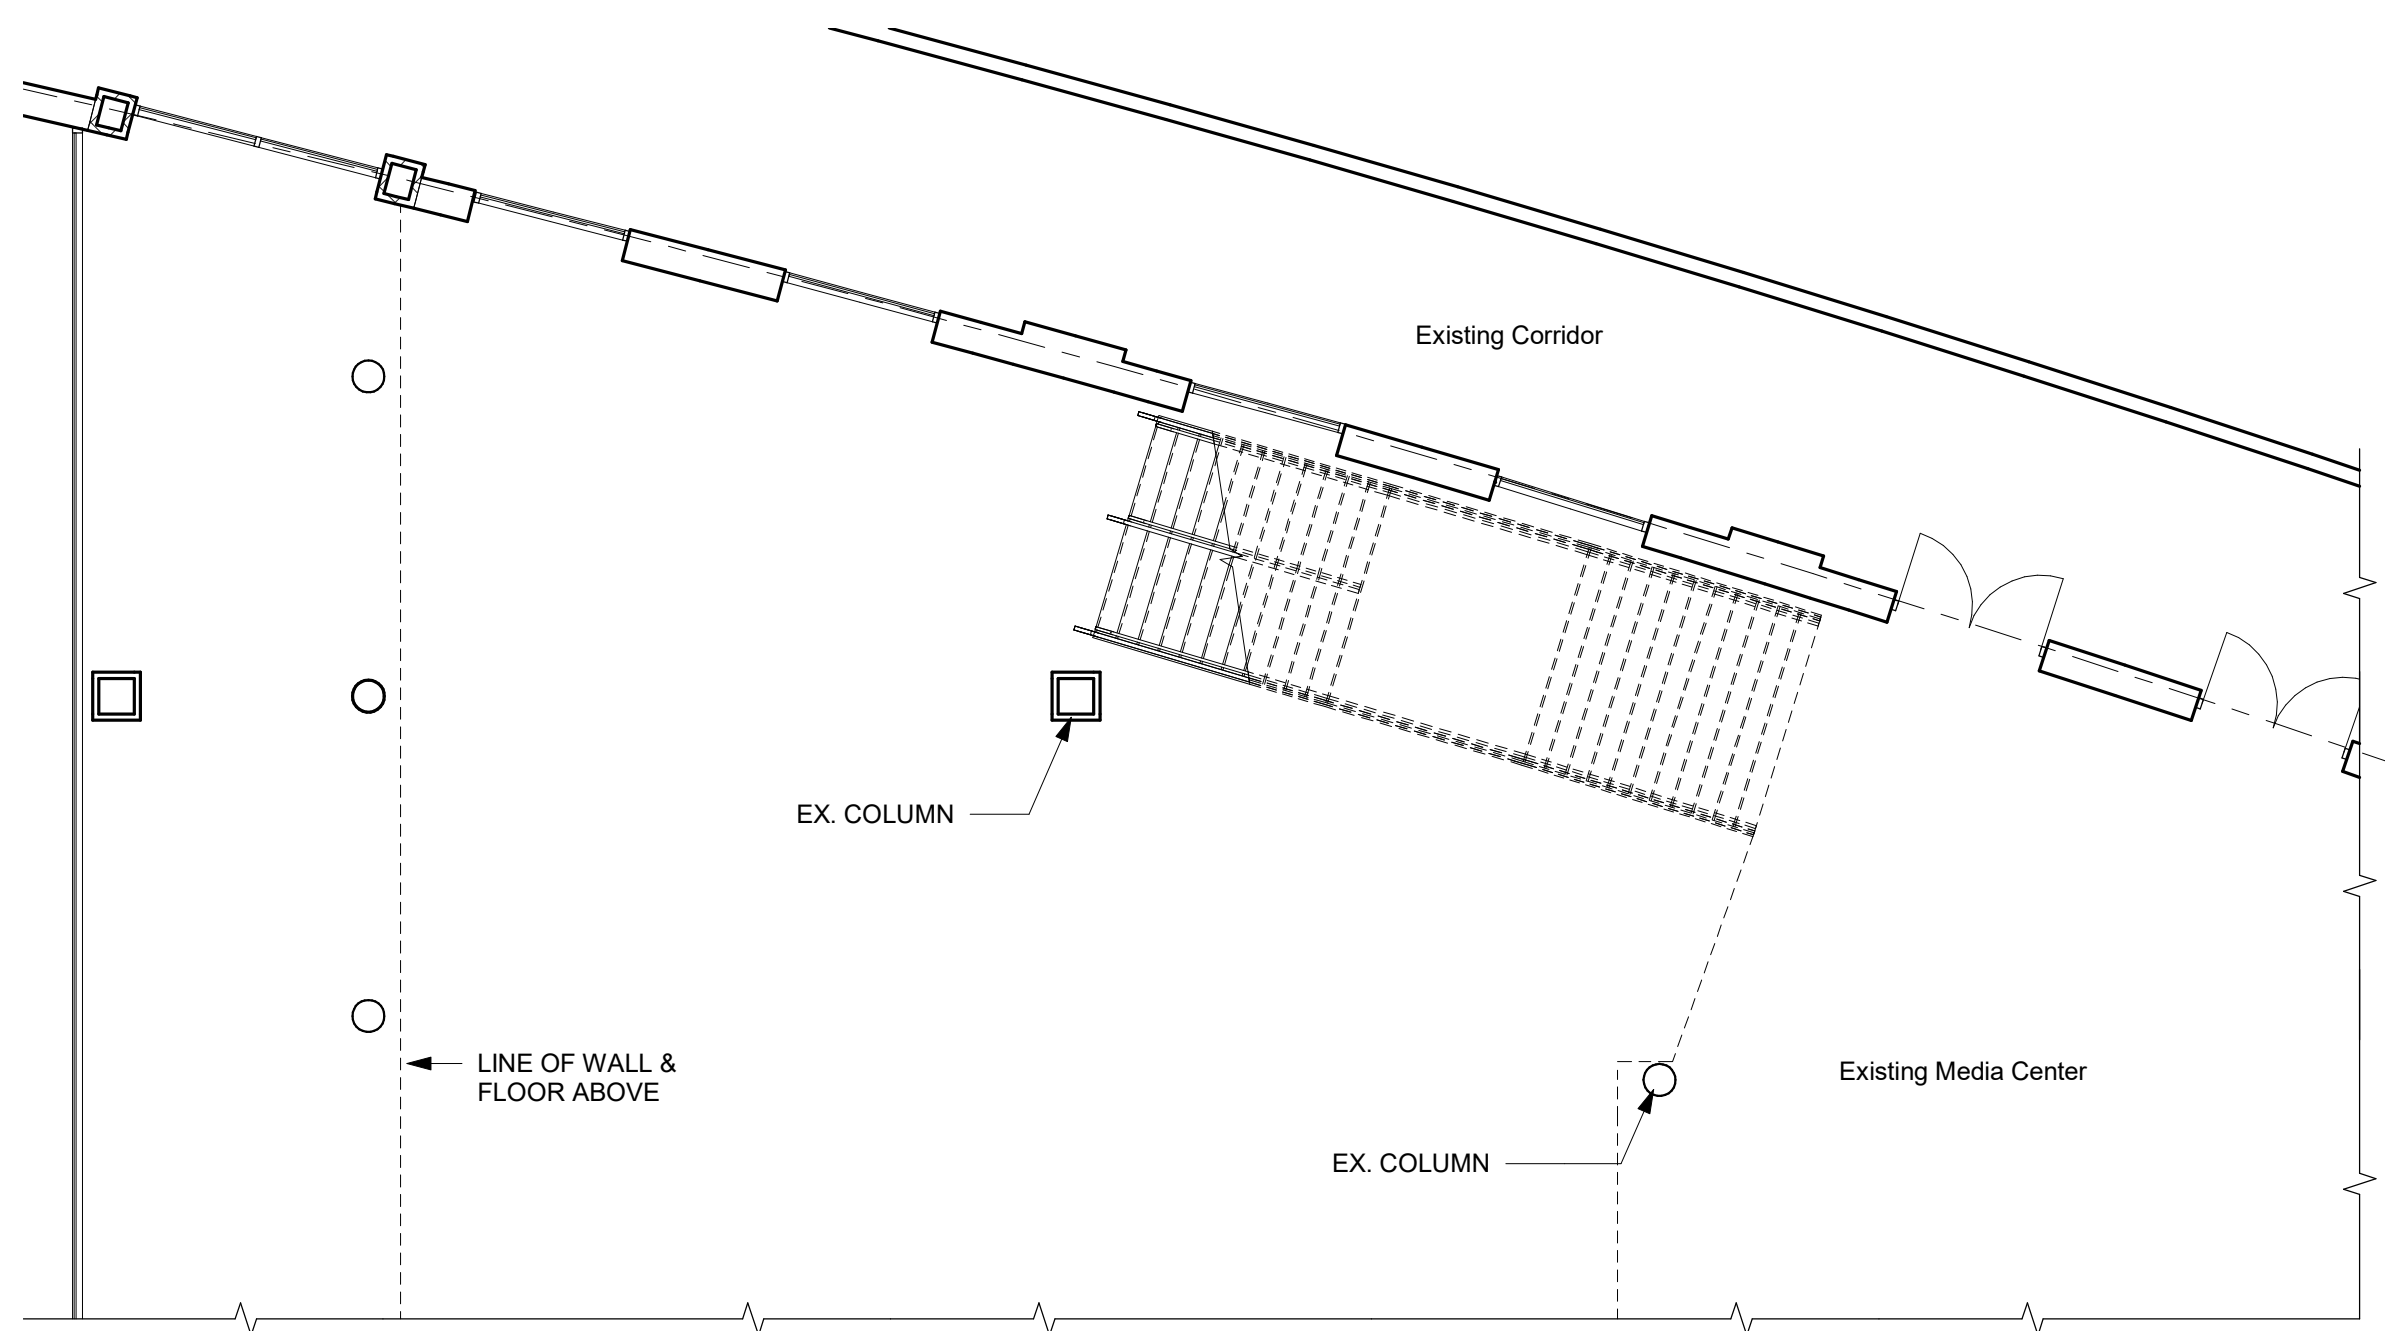 Existing Corridor
EX. COLUMN
LINE OF WALL &
FLOOR ABOVE
Existing Media Center
EX. COLUMN